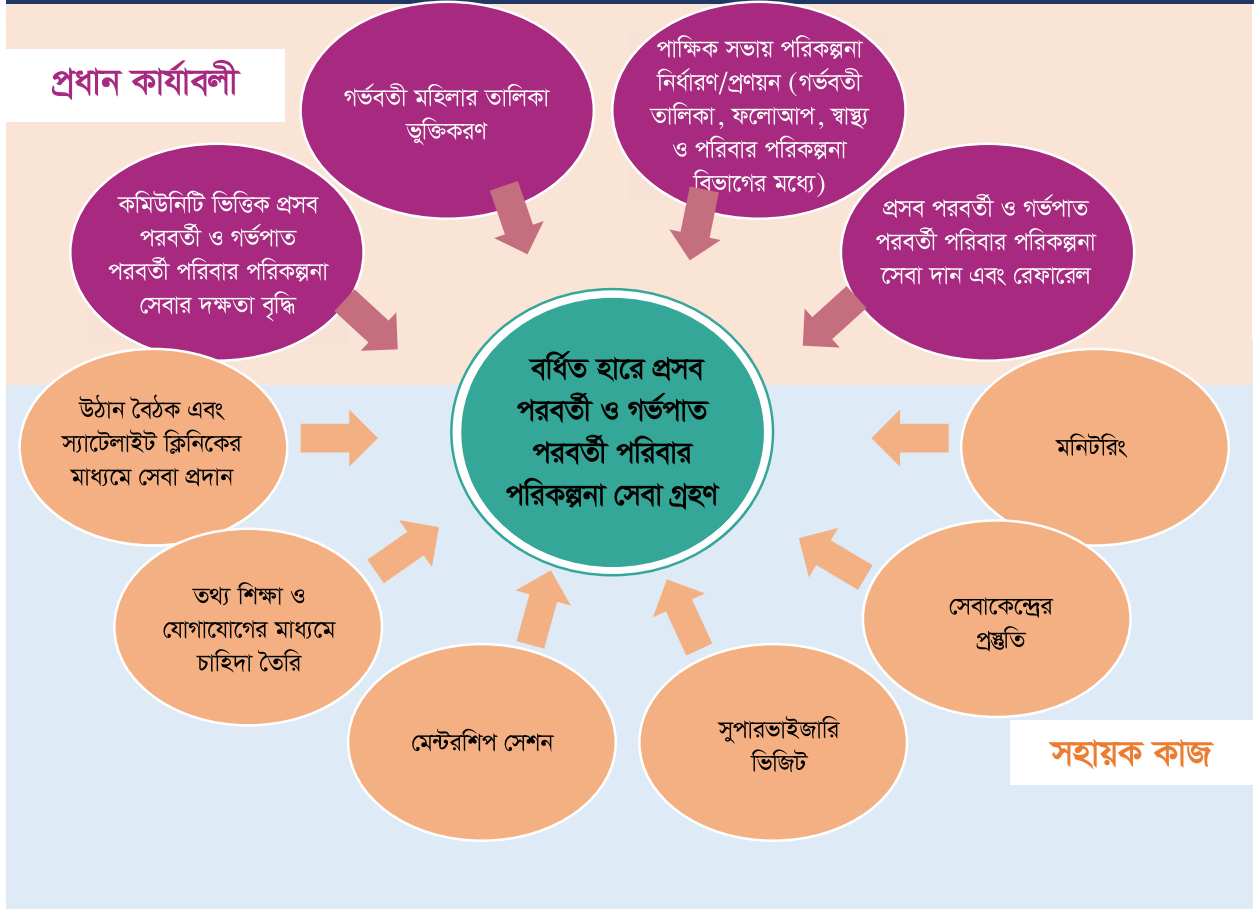 প্রধান কার্যাবলী
গর্ভবতী মহিলার তালিকা
ভুক্তিকরণ
পাক্ষিক সভায় পরিকল্পনা
নির্ধারণ/প্রণয়ন (গর্ভবতী
তালিকা, ফলোআপ, স্বাস্থ্য
ও পরিবার পরিকল্পনা
বিভাগের মধ্যে)
কমিউনিটি ভিত্তিক প্রসব
পরবর্তী ও গর্ভপাত
পরবর্তী পরিবার পরিকল্পনা
সেবার দক্ষতা বৃদ্ধি
প্রসব পরবর্তী ও গর্ভপাত
পরবর্তী পরিবার পরিকল্পনা
সেবা দান এবং রেফারেল
বর্ধিত হারে প্রসব
পরবর্তী ও গর্ভপাত
পরবর্তী পরিবার
পরিকল্পনা সেবা গ্রহণ
উঠান বৈঠক এবং
স্যাটেলাইট ক্লিনিকের
মাধ্যমে সেবা প্রদান
মনিটরিং
তথ্য শিক্ষা ও
যোগাযোগের মাধ্যমে
চাহিদা তৈরি
সেবাকেন্দ্রের
প্রস্তুতি
মেন্টরশিপ সেশন
সুপারভাইজারি
ভিজিট
সহায়ক কাজ